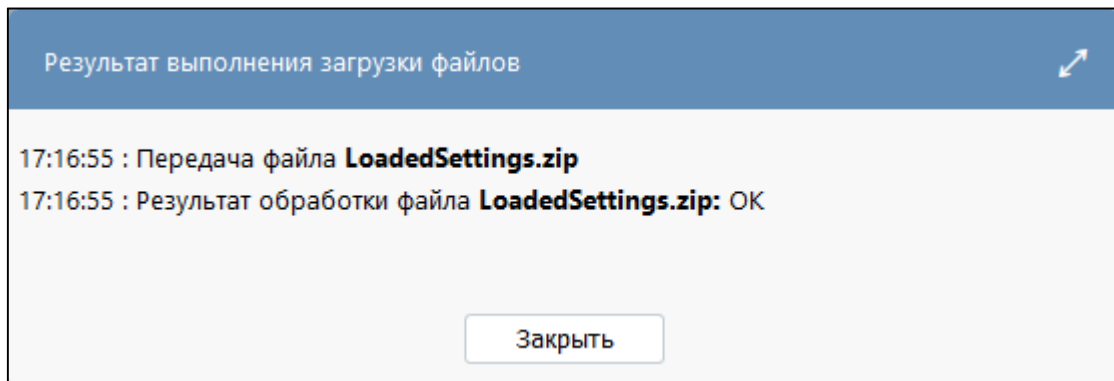 Результат выполнения загрузки файлов
17:16:55 : Передача файла LoadedSettings.zip
17:16:55 : Результат обработки файла LoadedSettings.zip: OK
Закрыть